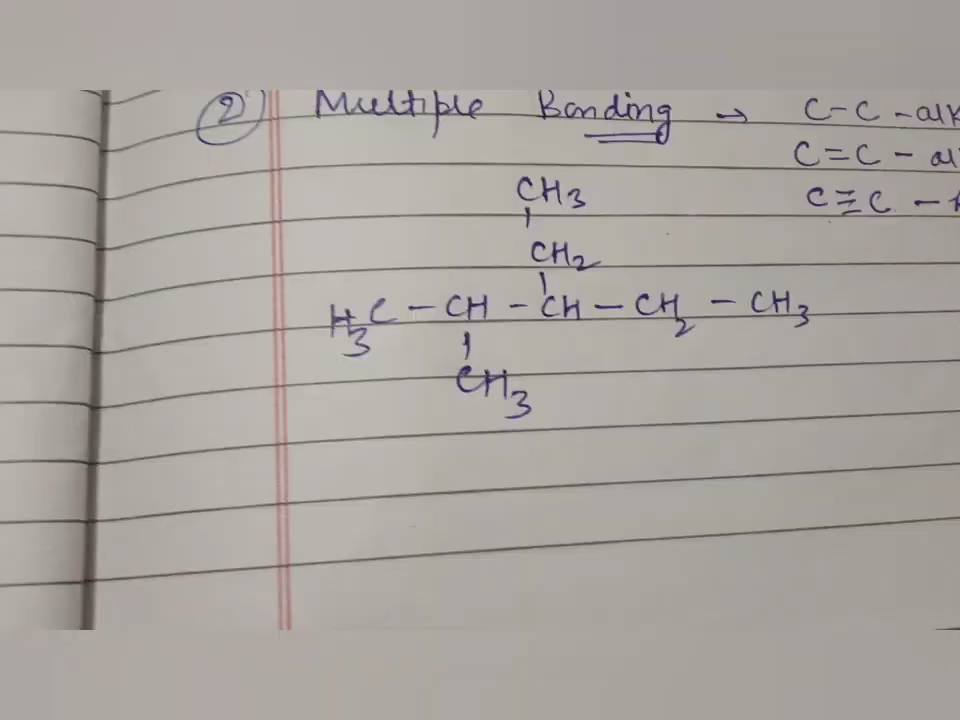 ② Multiple Bonding → C-C - alk
C=C - al
C≡C -
CH3
CH2
H3C - CH - CH - CH2 - CH3
CH3